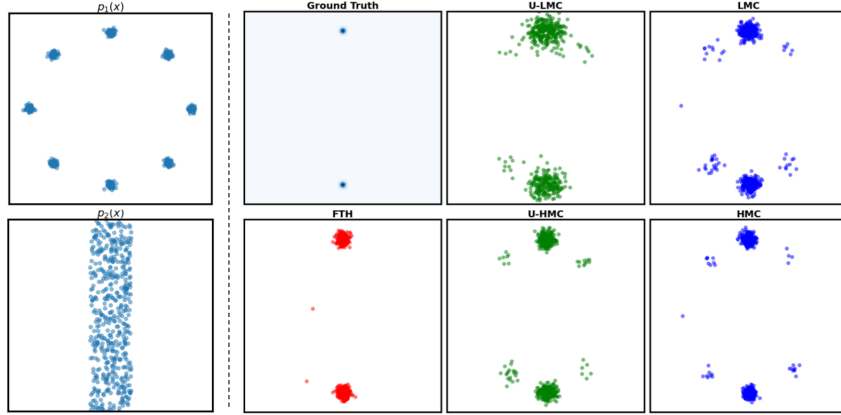 p₁(x)
Ground Truth
U-LMC
LMC
p₂(x)
FTH
U-HMC
HMC